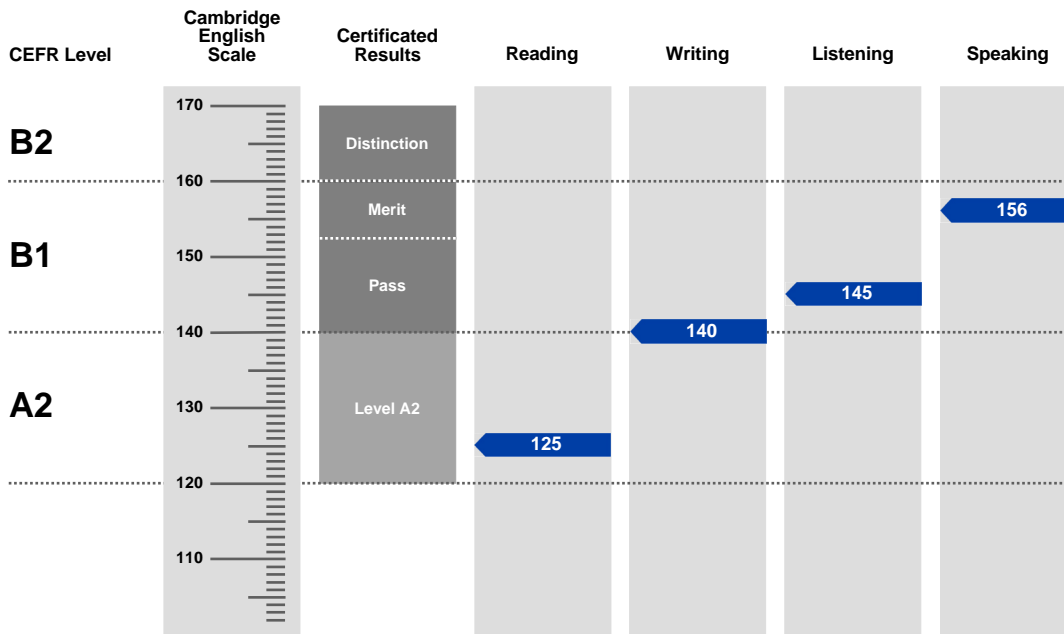 CEFR Level
Cambridge
English
Scale
Certificated
Results
Reading
Writing
Listening
Speaking
170
B2
Distinction
160
Merit
156
B1
150
Pass
145
140
140
A2
130
Level A2
125
120
110